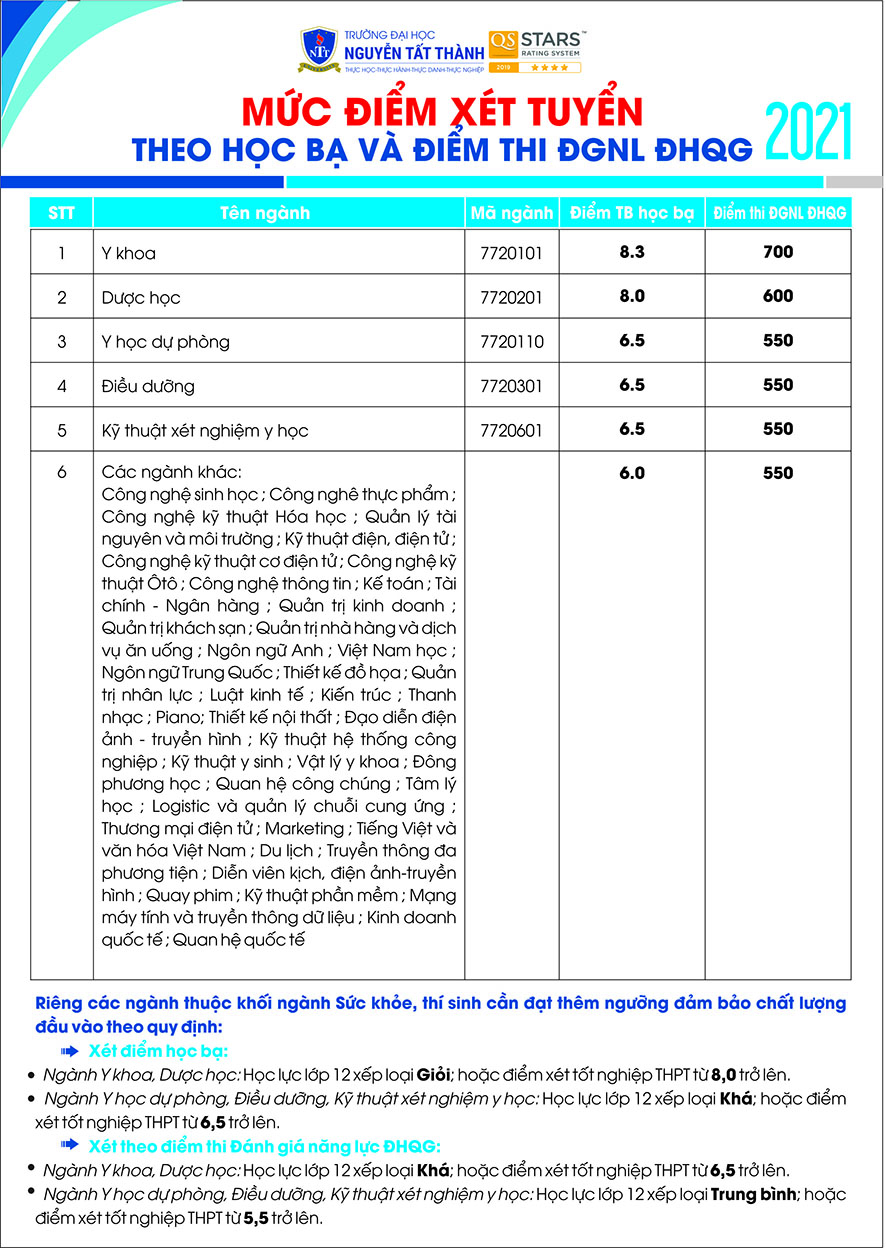 TRƯỜNG ĐẠI HỌC
NGUYỄN TẤT THÀNH
THỰC HỌC-THỰC HÀNH-THỰC DANH-THỰC NGHIỆP
NTT
QS STARS™
RATING SYSTEM
2019 ★★★★
MỨC ĐIỂM XÉT TUYỂN
THEO HỌC BẠ VÀ ĐIỂM THI ĐGNL ĐHQG 2021
STT Tên ngành Mã ngành Điểm TB học bạ Điểm thi ĐGNL ĐHQG
1 Y khoa 7720101 8.3 700
2 Dược học 7720201 8.0 600
3 Y học dự phòng 7720110 6.5 550
4 Điều dưỡng 7720301 6.5 550
5 Kỹ thuật xét nghiệm y học 7720601 6.5 550
6 Các ngành khác: 6.0 550
Công nghệ sinh học ; Công nghê thực phẩm ;
Công nghệ kỹ thuật Hóa học ; Quản lý tài
nguyên và môi trường ; Kỹ thuật điện, điện tử ;
Công nghệ kỹ thuật cơ điện tử ; Công nghệ kỹ
thuật Ôtô ; Công nghệ thông tin ; Kế toán ; Tài
chính - Ngân hàng ; Quản trị kinh doanh ;
Quản trị khách sạn ; Quản trị nhà hàng và dịch
vụ ăn uống ; Ngôn ngữ Anh ; Việt Nam học ;
Ngôn ngữ Trung Quốc ; Thiết kế đồ họa ; Quản
trị nhân lực ; Luật kinh tế ; Kiến trúc ; Thanh
nhạc ; Piano; Thiết kế nội thất ; Đạo diễn điện
ảnh - truyền hình ; Kỹ thuật hệ thống công
nghiệp ; Kỹ thuật y sinh ; Vật lý y khoa ; Đông
phương học ; Quan hệ công chúng ; Tâm lý
học ; Logistic và quản lý chuỗi cung ứng ;
Thương mại điện tử ; Marketing ; Tiếng Việt và
văn hóa Việt Nam ; Du lịch ; Truyền thông đa
phương tiện ; Diễn viên kịch, điện ảnh-truyền
hình ; Quay phim ; Kỹ thuật phần mềm ; Mạng
máy tính và truyền thông dữ liệu ; Kinh doanh
quốc tế ; Quan hệ quốc tế
Riêng các ngành thuộc khối ngành Sức khỏe, thí sinh cần đạt thêm ngưỡng đảm bảo chất lượng
đầu vào theo quy định:
Xét điểm học bạ:
• Ngành Y khoa, Dược học: Học lực lớp 12 xếp loại Giỏi; hoặc điểm xét tốt nghiệp THPT từ 8,0 trở lên.
• Ngành Y học dự phòng, Điều dưỡng, Kỹ thuật xét nghiệm y học: Học lực lớp 12 xếp loại Khá; hoặc điểm
xét tốt nghiệp THPT từ 6,5 trở lên.
Xét theo điểm thi Đánh giá năng lực ĐHQG:
• Ngành Y khoa, Dược học: Học lực lớp 12 xếp loại Khá; hoặc điểm xét tốt nghiệp THPT từ 6,5 trở lên.
• Ngành Y học dự phòng, Điều dưỡng, Kỹ thuật xét nghiệm y học: Học lực lớp 12 xếp loại Trung bình; hoặc
điểm xét tốt nghiệp THPT từ 5,5 trở lên.